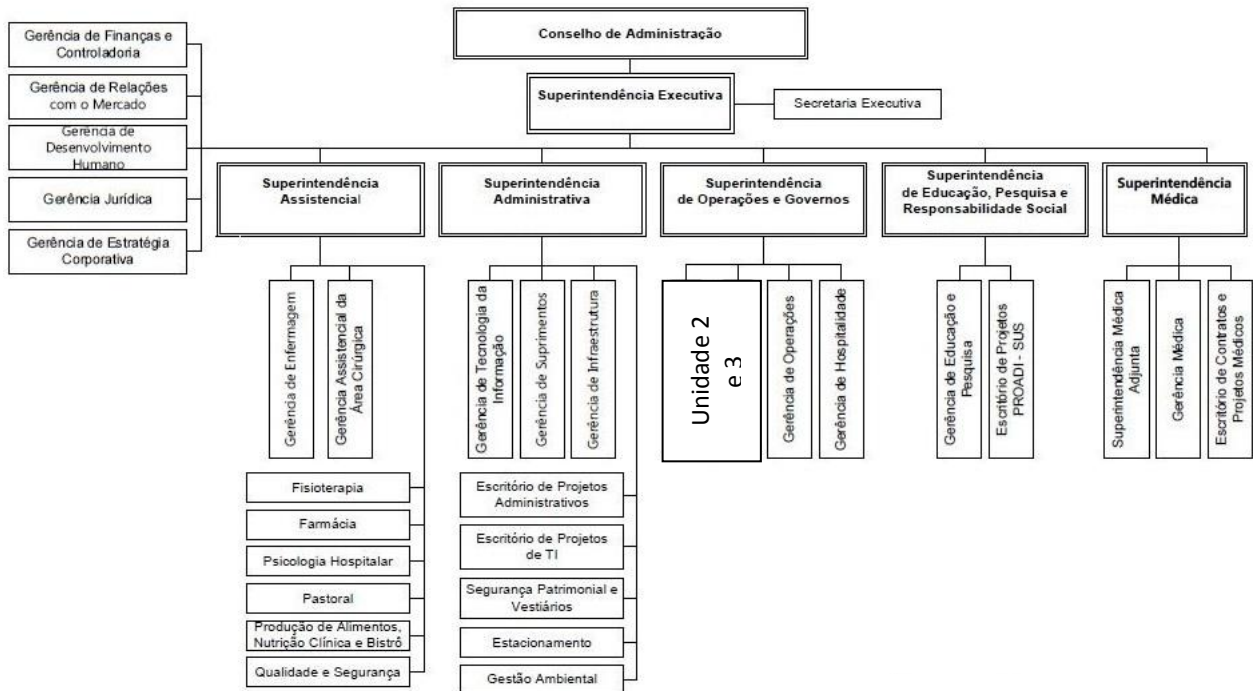 Conselho de Administração
Superintendência Executiva
Secretaria Executiva
Gerência de Finanças e
Controladoria
Gerência de Relações
com o Mercado
Gerência de
Desenvolvimento
Humano
Gerência Jurídica
Gerência de Estratégia
Corporativa
Superintendência
Assistencial
Superintendência
Administrativa
Superintendência
de Operações e Governos
Superintendência
de Educação, Pesquisa e
Responsabilidade Social
Superintendência
Médica
Gerência de Enfermagem
Gerência Assistencial da
Área Cirúrgica
Fisioterapia
Farmácia
Psicologia Hospitalar
Pastoral
Produção de Alimentos,
Nutrição Clínica e Bistrô
Qualidade e Segurança
Gerência de Tecnologia da
Informação
Gerência de Suprimentos
Gerência de Infraestrutura
Escritório de Projetos
Administrativos
Escritório de Projetos
de TI
Segurança Patrimonial e
Vestiários
Estacionamento
Gestão Ambiental
Unidade 2
e 3
Gerência de Operações
Gerência de Hospitalidade
Gerência de Educação e
Pesquisa
Escritório de Projetos
PROADI - SUS
Superintendência Médica
Adjunta
Gerência Médica
Escritório de Contratos e
Projetos Médicos